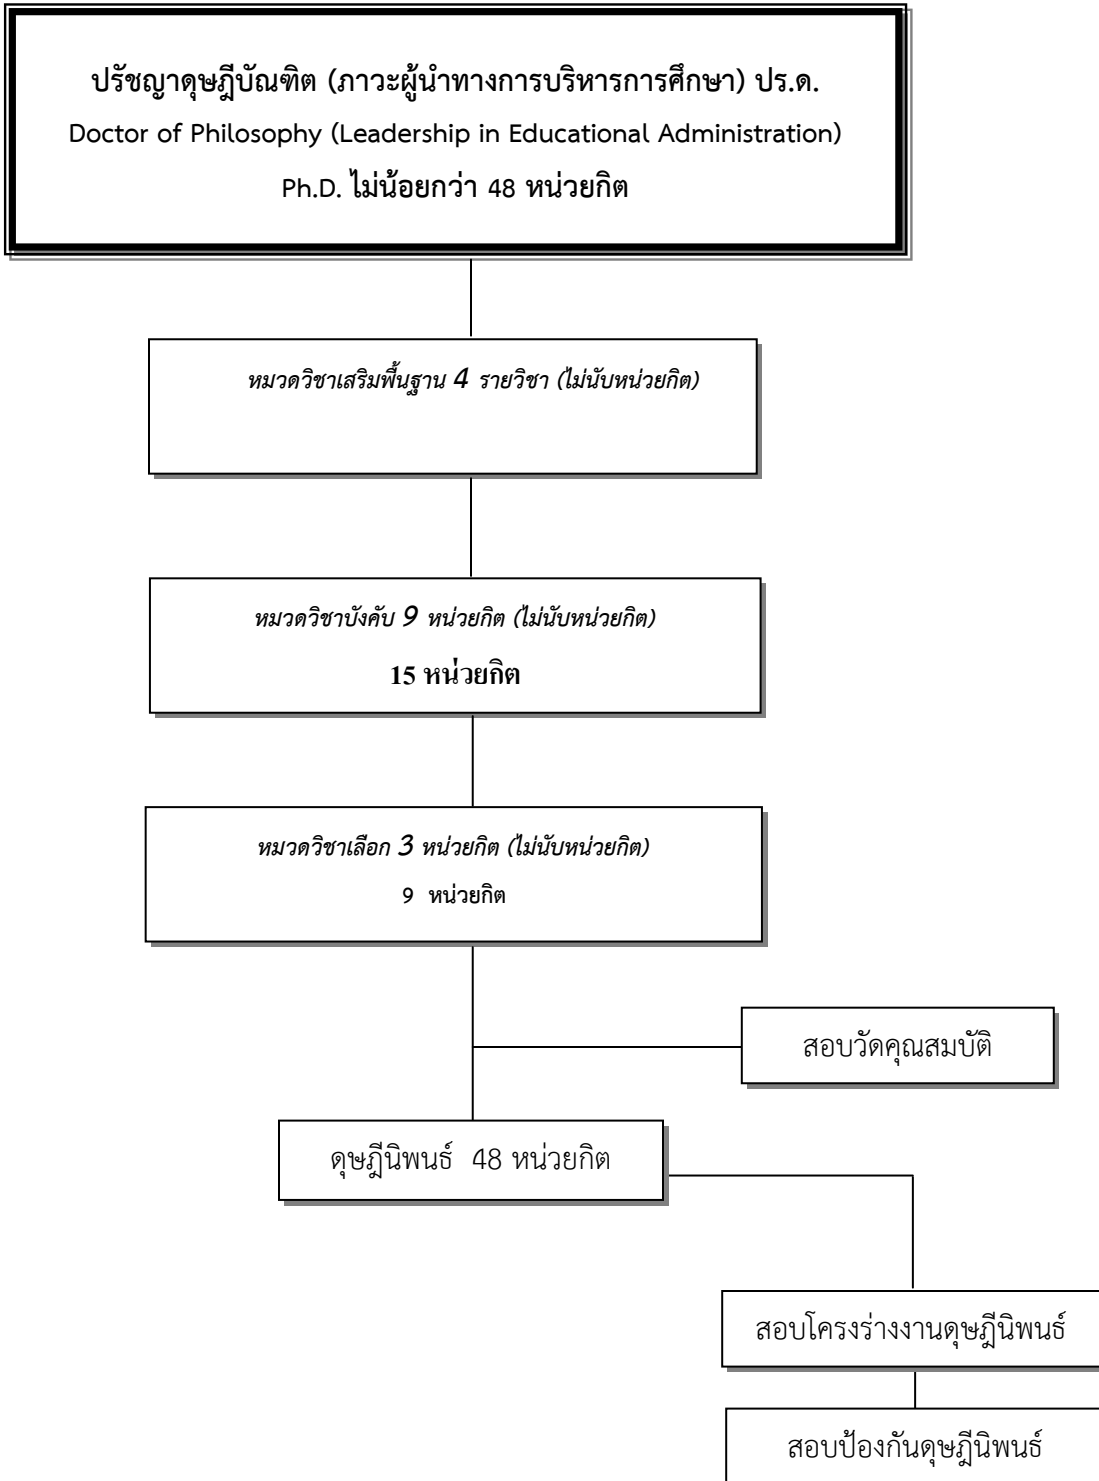 ปรัชญาดุษฎีบัณฑิต (ภาวะผู้นำทางการบริหารการศึกษา) ปร.ด.
Doctor of Philosophy (Leadership in Educational Administration)
Ph.D. ไม่น้อยกว่า 48 หน่วยกิต
หมวดวิชาเสริมพื้นฐาน 4 รายวิชา (ไม่นับหน่วยกิต)
หมวดวิชาบังคับ 9 หน่วยกิต (ไม่นับหน่วยกิต)
15 หน่วยกิต
หมวดวิชาเลือก 3 หน่วยกิต (ไม่นับหน่วยกิต)
9 หน่วยกิต
สอบวัดคุณสมบัติ
ดุษฎีนิพนธ์ 48 หน่วยกิต
สอบโครงร่างงานดุษฎีนิพนธ์
สอบป้องกันดุษฎีนิพนธ์